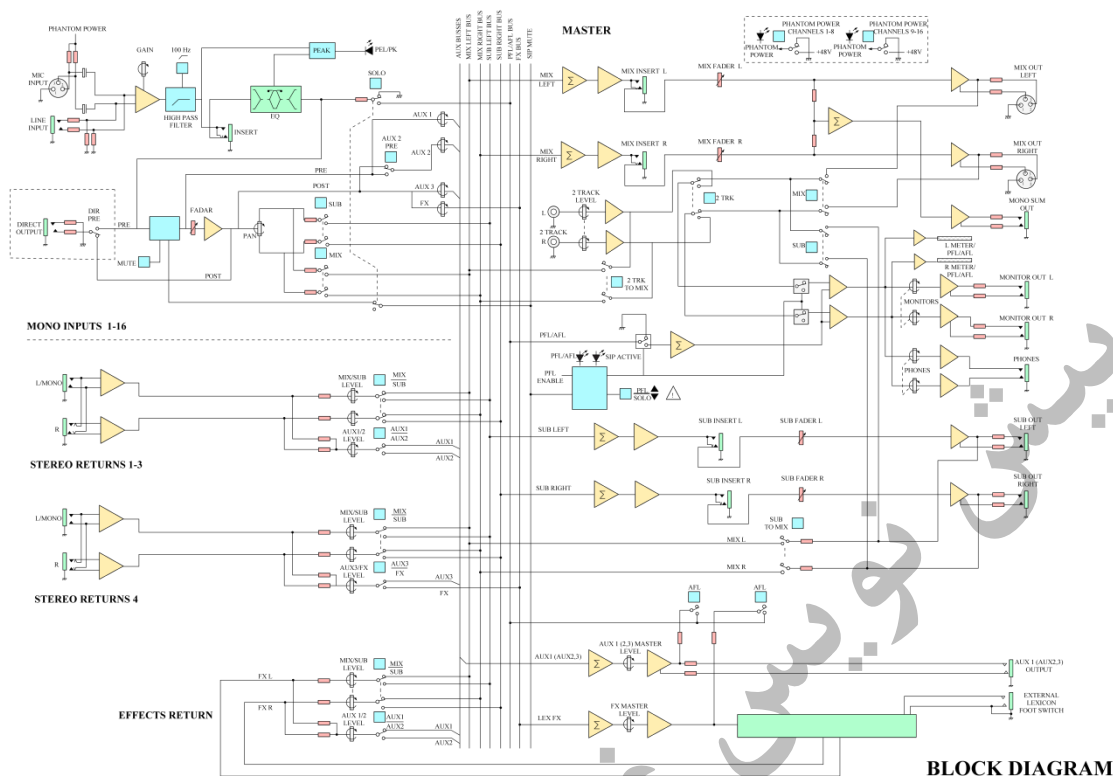 PHANTOM POWER
MIC INPUT
LINE INPUT
GAIN
100 Hz
HIGH PASS FILTER
INSERT
EQ
PEAK
PEL/PK
SOLO
AUX 2 PRE
PRE
POST
AUX 1
AUX 2
AUX 3
FX
DIRECT OUTPUT
DIR PRE
PRE
MUTE
FADAR
PAN
POST
SUB
MIX
MONO INPUTS 1-16
L/MONO
R
STEREO RETURNS 1-3
MIX/SUB LEVEL
MIX
SUB
AUX1/2 LEVEL
AUX1
AUX2
AUX1
AUX2
L/MONO
R
STEREO RETURNS 4
MIX/SUB LEVEL
MIX
SUB
AUX3/FX LEVEL
AUX3
FX
AUX3
FX
EFFECTS RETURN
FX L
FX R
MIX/SUB LEVEL
MIX
SUB
AUX 1/2 LEVEL
AUX1
AUX2
AUX1
AUX2
AUX BUSSES
MIX LEFT BUS
MIX RIGHT BUS
SUB LEFT BUS
SUB RIGHT BUS
PFL/AFL BUS
FX BUS
SIP MUTE
MASTER
PHANTOM POWER CHANNELS 1-8
PHANTOM POWER
+48V
PHANTOM POWER CHANNELS 9-16
PHANTOM POWER
+48V
MIX LEFT
Σ
MIX INSERT L
MIX FADER L
MIX OUT LEFT
Σ
MIX RIGHT
Σ
MIX INSERT R
MIX FADER R
MIX OUT RIGHT
MONO SUM OUT
2 TRACK LEVEL
L
2 TRACK
R
2 TRK
MIX
SUB
2 TRK TO MIX
L METER/ PFL/AFL
R METER/ PFL/AFL
MONITOR OUT L
MONITORS
MONITOR OUT R
PHONES
PHONES
PFL/AFL
Σ
PFL/AFL
SIP ACTIVE
PFL ENABLE
PFL
SOLO
SUB LEFT
Σ
SUB INSERT L
SUB FADER L
SUB OUT LEFT
SUB RIGHT
Σ
SUB INSERT R
SUB FADER R
SUB OUT RIGHT
SUB TO MIX
MIX L
MIX R
AFL
AFL
AUX1 (AUX2,3)
Σ
AUX 1 (2,3) MASTER LEVEL
AUX 1 (AUX2,3) OUTPUT
LEX FX
Σ
FX MASTER LEVEL
EXTERNAL LEXICON FOOT SWITCH
BLOCK DIAGRAM
پیش نویس